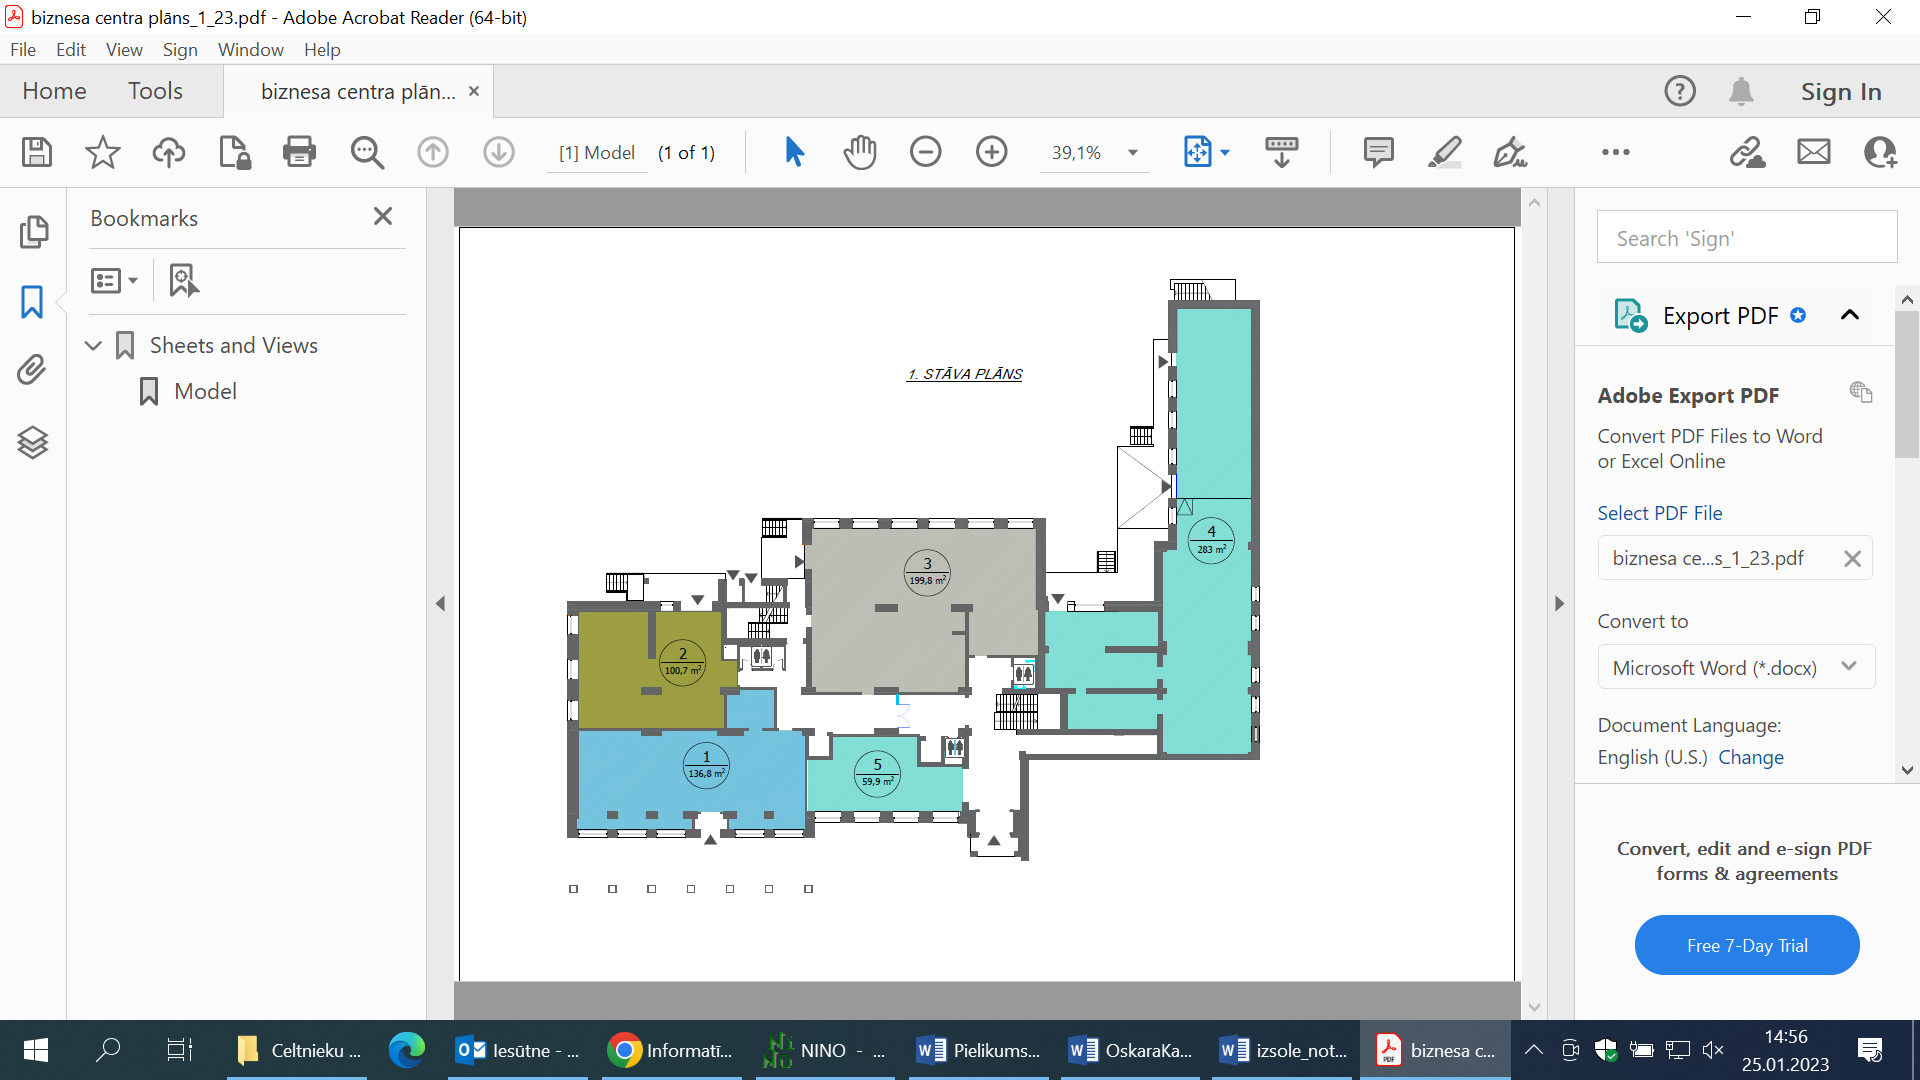 biznesa centra plāns_1_23.pdf - Adobe Acrobat Reader (64-bit)
File Edit View Sign Window Help
Home Tools biznesa centra plān... Sign In
[1] Model (1 of 1) 39,1%
Bookmarks
Sheets and Views
Model
1. STĀVA PLĀNS
4
283 m²
3
199,8 m²
2
100,7 m²
1
136,8 m²
5
59,9 m²
Search 'Sign'
Export PDF
Adobe Export PDF
Convert PDF Files to Word
or Excel Online
Select PDF File
biznesa ce...s_1_23.pdf
Convert to
Microsoft Word (*.docx)
Document Language:
English (U.S.) Change
Convert, edit and e-sign PDF
forms & agreements
Free 7-Day Trial
Celtnieku ... Iesūtne - ... Informatī... NINO - ... Pielikums... OskaraKa... izsole_not... biznesa c...
14:56
25.01.2023